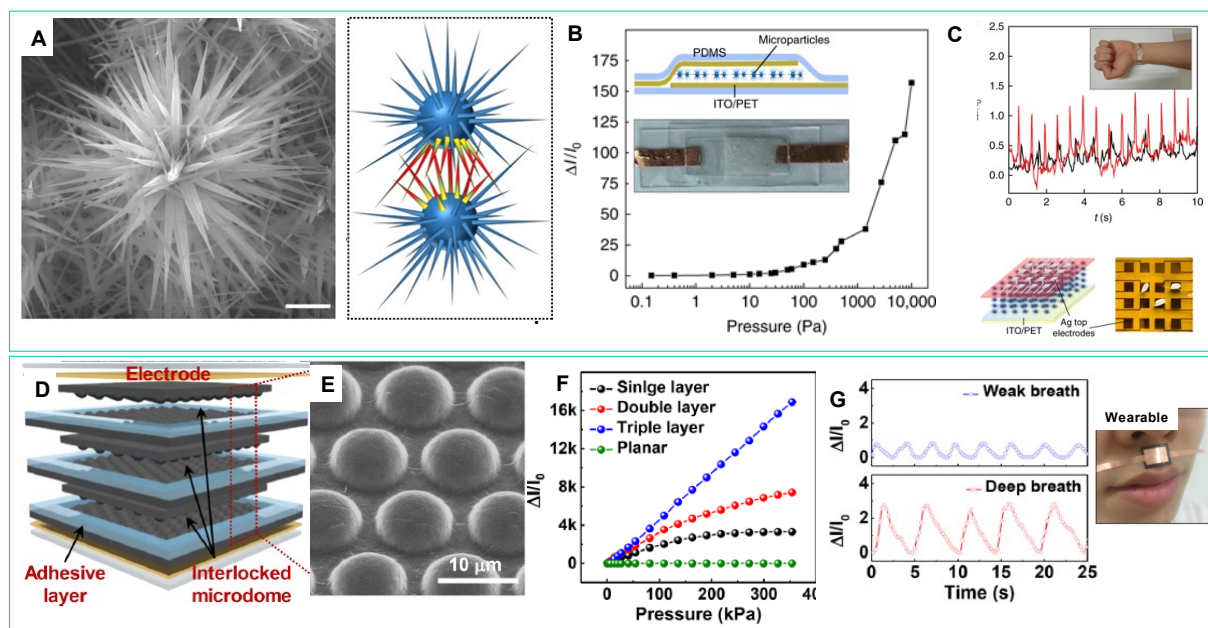 A
B
PDMS
Microparticles
ITO/PET
ΔI/I0
175
150
125
100
75
50
25
0
0.1
1
10
100
1000
10,000
Pressure (Pa)
C
2.5
2.0
1.5
1.0
0.5
0.0
0
2
4
6
8
10
t (s)
ITO/PET
Ag top
electrodes
D
Electrode
Adhesive
layer
Interlocked
microdome
E
10 μm
F
Sinlge layer
Double layer
Triple layer
Planar
ΔI/I0
16k
12k
8k
4k
0
0
100
200
300
Pressure (kPa)
G
Weak breath
ΔI/I0
4
2
0
Deep breath
ΔI/I0
4
2
0
0
5
10
15
20
25
Time (s)
Wearable